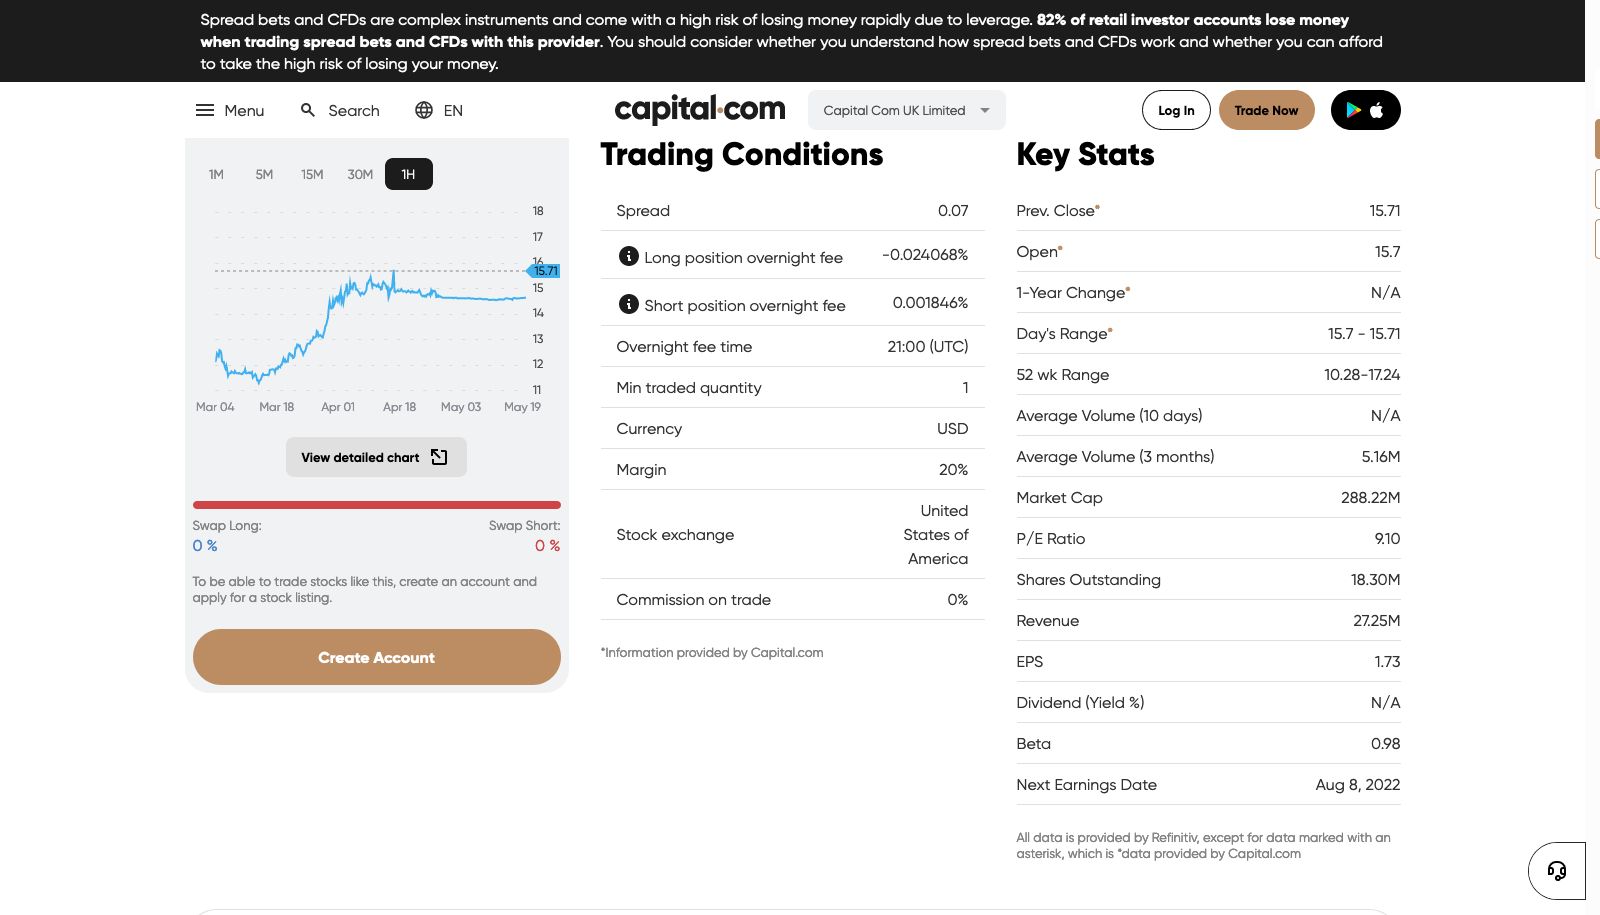 Spread bets and CFDs are complex instruments and come with a high risk of losing money rapidly due to leverage. 82% of retail investor accounts lose money
when trading spread bets and CFDs with this provider. You should consider whether you understand how spread bets and CFDs work and whether you can afford
to take the high risk of losing your money.
Menu Search EN capital.com Capital Com UK Limited Log In Trade Now
1M 5M 15M 30M 1H
18
17
16
15.71
15
14
13
12
11
Mar 04 Mar 18 Apr 01 Apr 18 May 03 May 19
View detailed chart
Swap Long: Swap Short:
0 % 0 %
To be able to trade stocks like this, create an account and
apply for a stock listing.
Create Account
Trading Conditions
Spread 0.07
Long position overnight fee -0.024068%
Short position overnight fee 0.001846%
Overnight fee time 21:00 (UTC)
Min traded quantity 1
Currency USD
Margin 20%
Stock exchange United
States of
America
Commission on trade 0%
*Information provided by Capital.com
Key Stats
Prev. Close* 15.71
Open* 15.7
1-Year Change* N/A
Day's Range* 15.7 - 15.71
52 wk Range 10.28-17.24
Average Volume (10 days) N/A
Average Volume (3 months) 5.16M
Market Cap 288.22M
P/E Ratio 9.10
Shares Outstanding 18.30M
Revenue 27.25M
EPS 1.73
Dividend (Yield %) N/A
Beta 0.98
Next Earnings Date Aug 8, 2022
All data is provided by Refinitiv, except for data marked with an
asterisk, which is *data provided by Capital.com